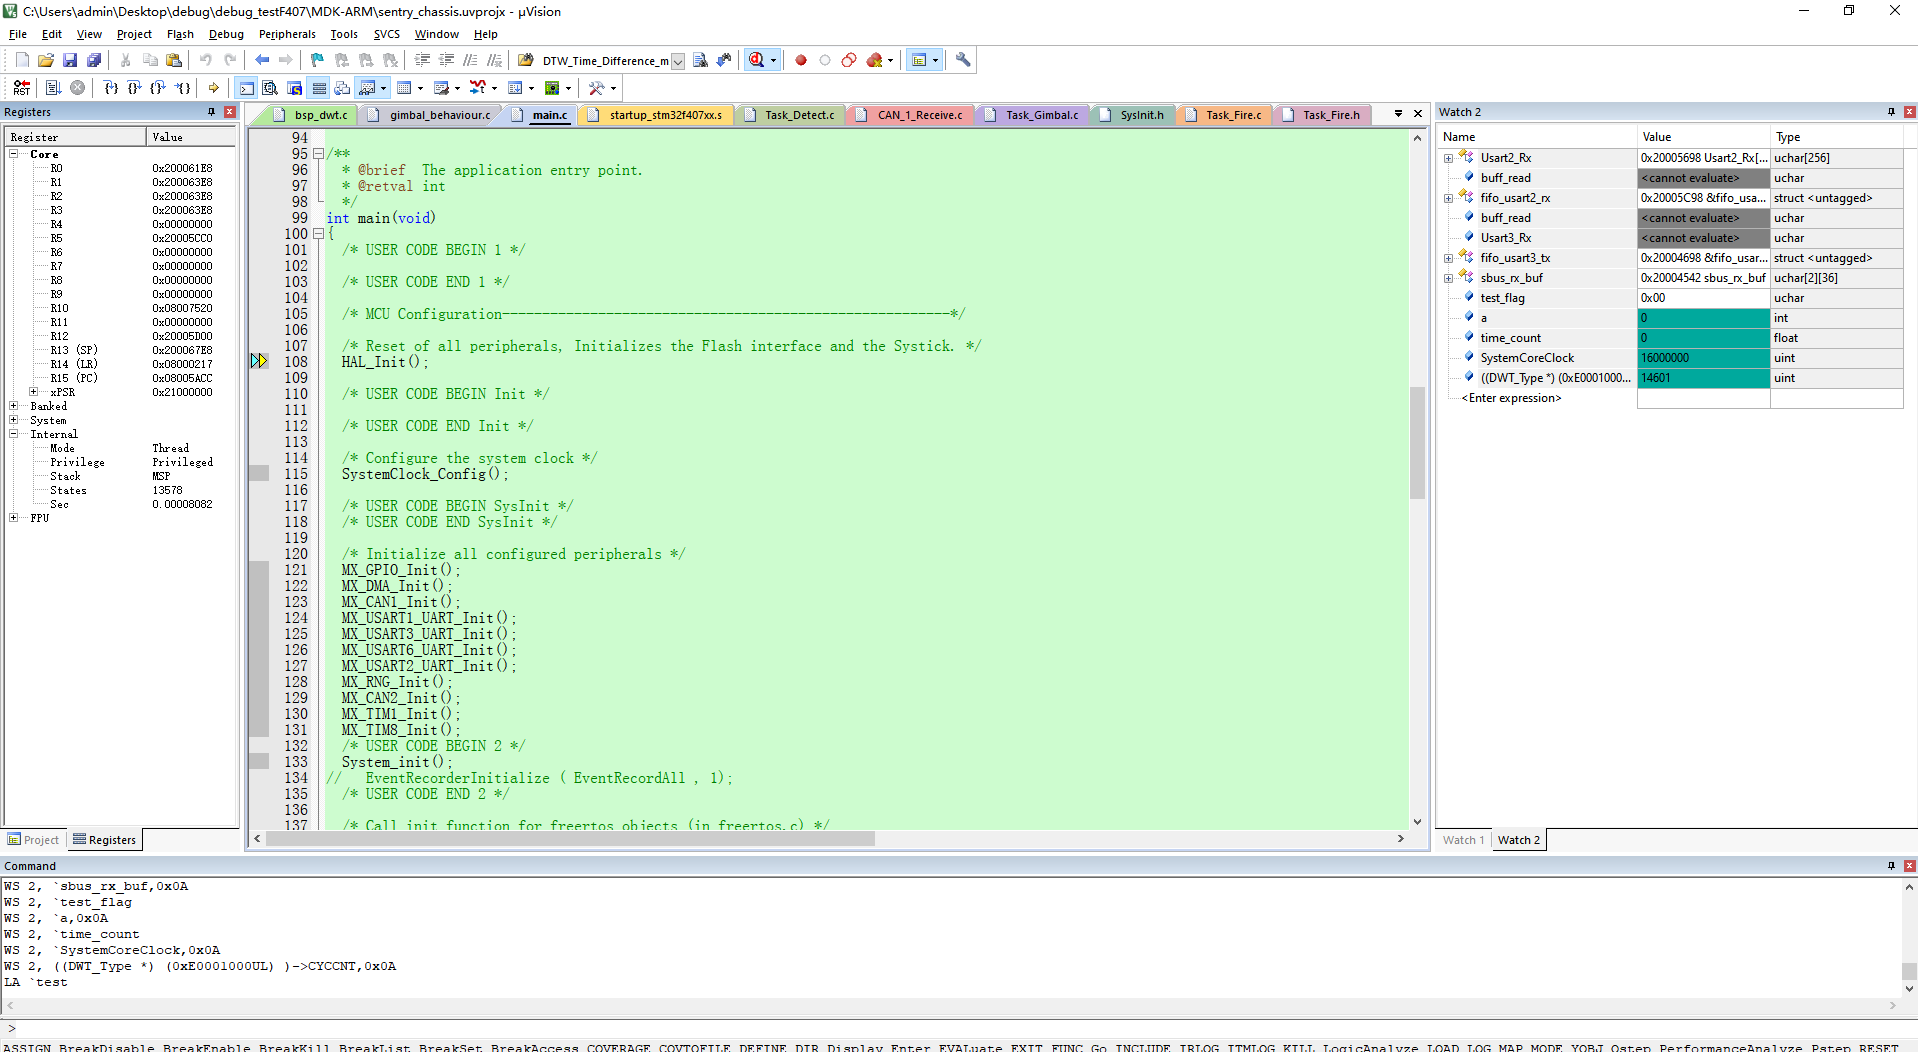 C:\Users\admin\Desktop\debug\debug_testF407\MDK-ARM\sentry_chassis.uvprojx - µVision
File Edit View Project Flash Debug Peripherals Tools SVCS Window Help
DTW_Time_Difference_m
RST
Registers
Register Value
Core
R0 0x200061E8
R1 0x200063E8
R2 0x200063E8
R3 0x200063E8
R4 0x00000000
R5 0x20005CC0
R6 0x00000000
R7 0x00000000
R8 0x00000000
R9 0x00000000
R10 0x08007520
R11 0x00000000
R12 0x20005D00
R13 (SP) 0x200067E8
R14 (LR) 0x08000217
R15 (PC) 0x08005ACC
xPSR 0x21000000
Banked
System
Internal
Mode Thread
Privilege Privileged
Stack MSP
States 13578
Sec 0.00008082
FPU
Project Registers
bsp_dwt.c gimbal_behaviour.c main.c startup_stm32f407xx.s Task_Detect.c CAN_1_Receive.c Task_Gimbal.c SysInit.h Task_Fire.c Task_Fire.h
94
95 /**
96 * @brief The application entry point.
97 * @retval int
98 */
99 int main(void)
100 {
101 /* USER CODE BEGIN 1 */
102
103 /* USER CODE END 1 */
104
105 /* MCU Configuration--------------------------------------------------------*/
106
107 /* Reset of all peripherals, Initializes the Flash interface and the Systick. */
108 HAL_Init();
109
110 /* USER CODE BEGIN Init */
111
112 /* USER CODE END Init */
113
114 /* Configure the system clock */
115 SystemClock_Config();
116
117 /* USER CODE BEGIN SysInit */
118 /* USER CODE END SysInit */
119
120 /* Initialize all configured peripherals */
121 MX_GPIO_Init();
122 MX_DMA_Init();
123 MX_CAN1_Init();
124 MX_USART1_UART_Init();
125 MX_USART3_UART_Init();
126 MX_USART6_UART_Init();
127 MX_USART2_UART_Init();
128 MX_RNG_Init();
129 MX_CAN2_Init();
130 MX_TIM1_Init();
131 MX_TIM8_Init();
132 /* USER CODE BEGIN 2 */
133 System_init();
134 // EventRecorderInitialize ( EventRecordAll , 1);
135 /* USER CODE END 2 */
136
137 /* Call init function for freertos objects (in freertos.c) */
Watch 2
Name Value Type
Usart2_Rx 0x20005698 Usart2_Rx[... uchar[256]
buff_read <cannot evaluate> uchar
fifo_usart2_rx 0x20005C98 &fifo_usa... struct <untagged>
buff_read <cannot evaluate> uchar
Usart3_Rx <cannot evaluate> uchar
fifo_usart3_tx 0x20004698 &fifo_usar... struct <untagged>
sbus_rx_buf 0x20004542 sbus_rx_buf uchar[2][36]
test_flag 0x00 uchar
a 0 int
time_count 0 float
SystemCoreClock 16000000 uint
((DWT_Type *) (0xE0001000... 14601 uint
<Enter expression>
Watch 1 Watch 2
Command
WS 2, `sbus_rx_buf,0x0A
WS 2, `test_flag
WS 2, `a,0x0A
WS 2, `time_count
WS 2, `SystemCoreClock,0x0A
WS 2, ((DWT_Type *) (0xE0001000UL) )->CYCCNT,0x0A
LA `test
>
ASSIGN BreakDisable BreakEnable BreakKill BreakList BreakSet BreakAccess COVERAGE COVTOFILE DEFINE DIR Display Enter EVALuate EXIT FUNC Go INCLUDE IRLOG ITMLOG KILL LogicAnalyze LOAD LOG MAP MODE YOBJ Ostep PerformanceAnalyze Pstep RESET